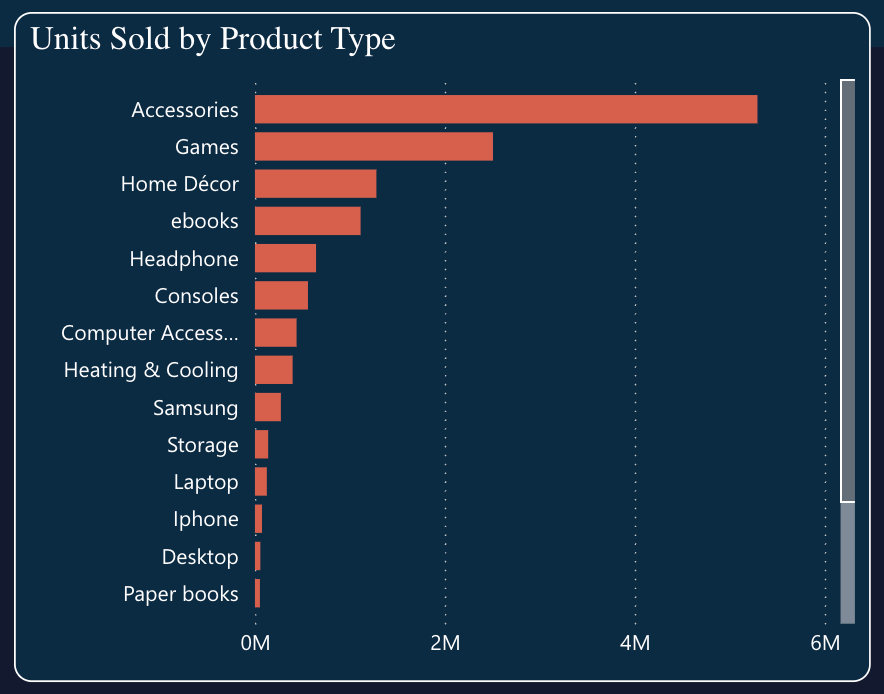 Units Sold by Product Type
Accessories
Games
Home Décor
ebooks
Headphone
Consoles
Computer Access...
Heating & Cooling
Samsung
Storage
Laptop
Iphone
Desktop
Paper books
0M 2M 4M 6M